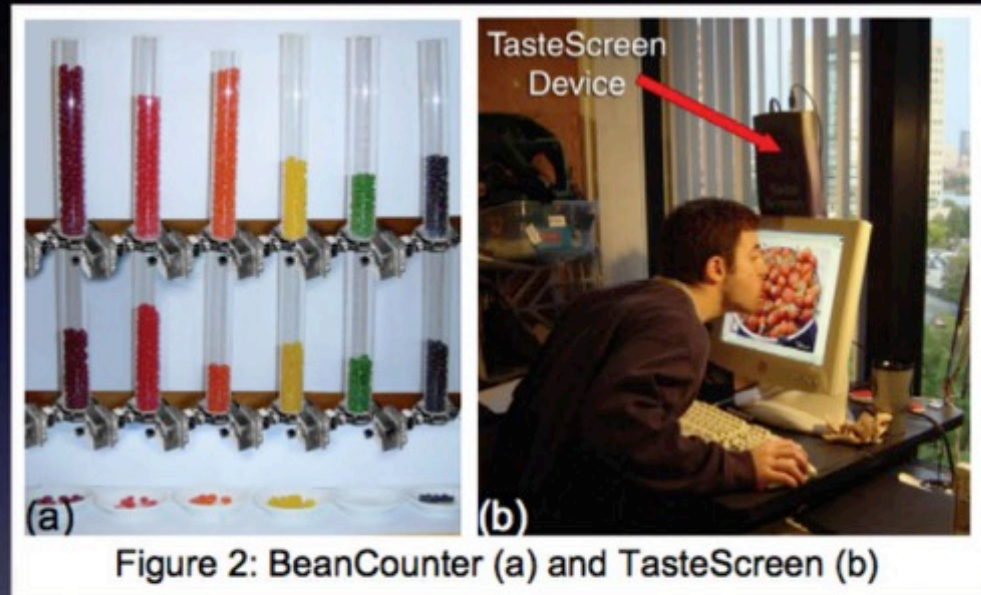 TasteScreen
Device
(a)
(b)
Figure 2: BeanCounter (a) and TasteScreen (b)